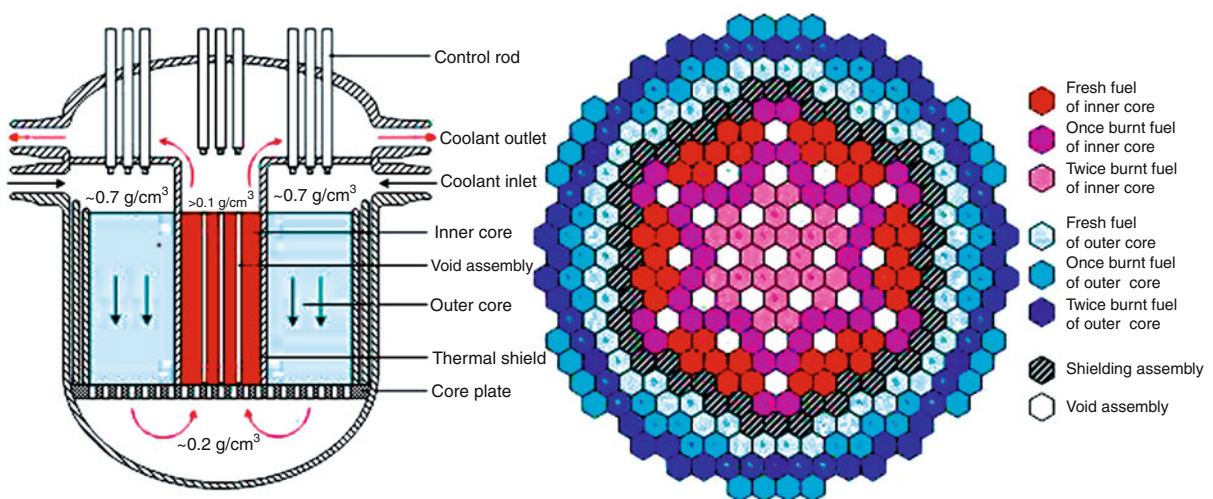 Control rod
Coolant outlet
Coolant inlet
~0.7 g/cm³
>0.1 g/cm³
~0.7 g/cm³
Inner core
Void assembly
Outer core
Thermal shield
Core plate
~0.2 g/cm³
Fresh fuel
of inner core
Once burnt fuel
of inner core
Twice burnt fuel
of inner core
Fresh fuel
of outer core
Once burnt fuel
of outer core
Twice burnt fuel
of outer core
Shielding assembly
Void assembly